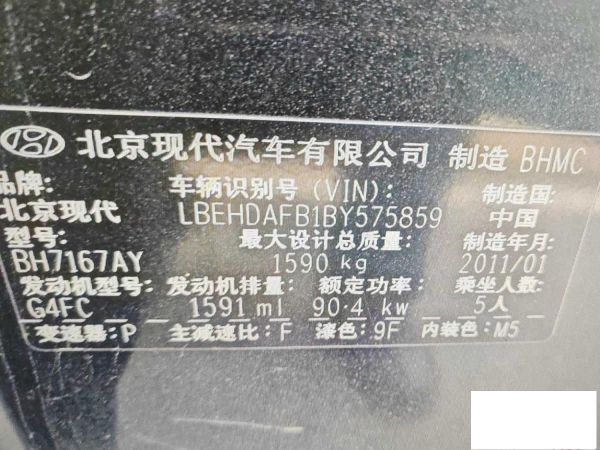 北京现代汽车有限公司 制造 BHMC
品牌: 车辆识别号 (VIN): 制造国:
北京现代 LBEHDAFB1BY575859 中国
型号: 最大设计总质量: 制造年月:
BH7167AY 1590 kg 2011/01
发动机型号: 发动机排量: 额定功率: 乘坐人数:
G4FC 1591 ml 90.4 kw 5人
变速器:P 主减速比:F 漆色:9F 内装色:M5